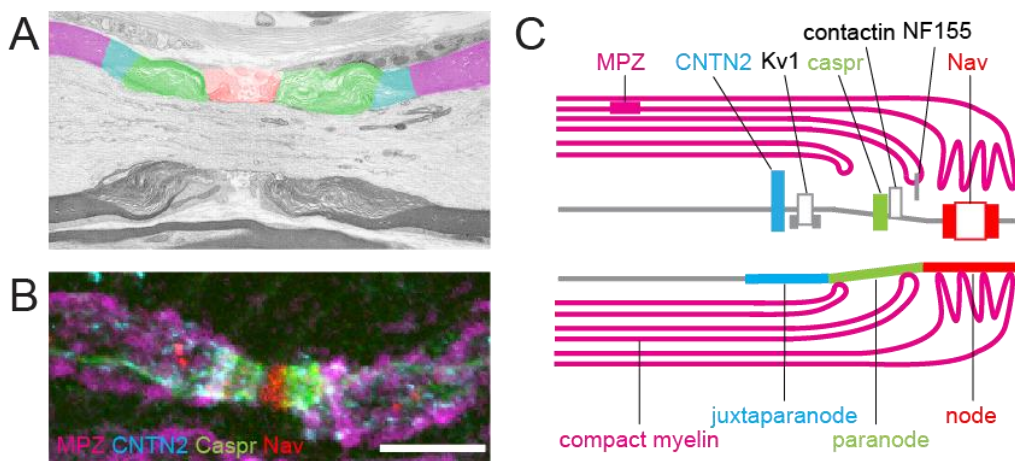 A
B
MPZ CNTN2 Caspr Nav
C
contactin NF155
MPZ CNTN2 Kv1 caspr Nav
juxtaparanode node
compact myelin paranode